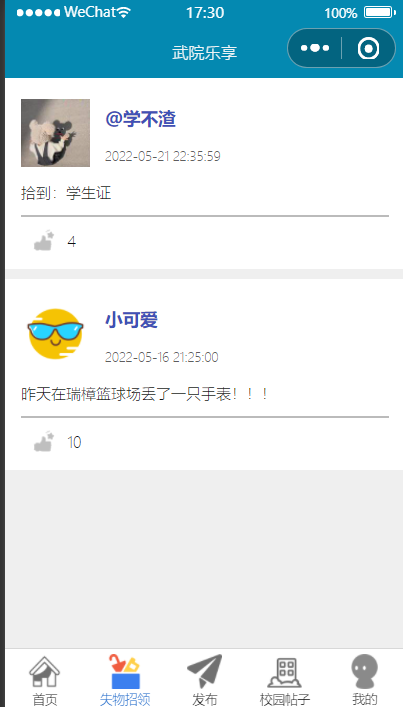 WeChat 17:30 100%
武院乐享
@学不渣
2022-05-21 22:35:59
拾到：学生证
4
小可爱
2022-05-16 21:25:00
昨天在瑞樟篮球场丢了一只手表！！！
10
首页 失物招领 发布 校园帖子 我的